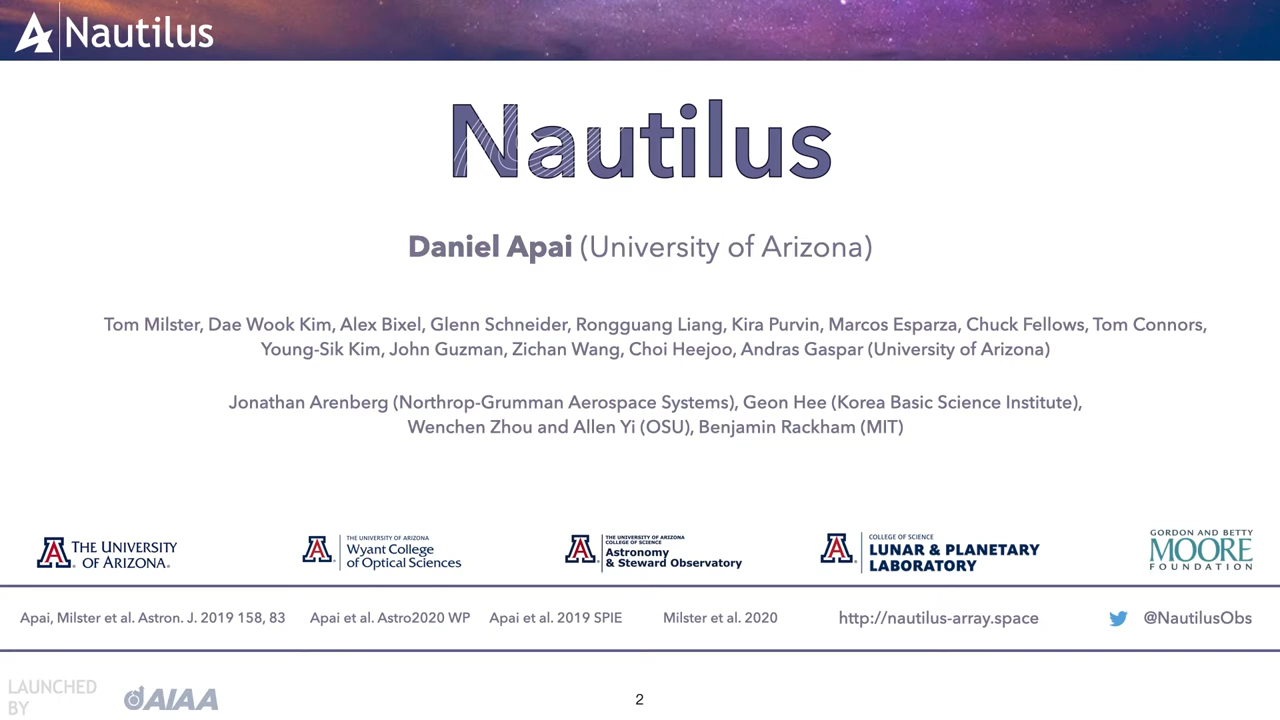 Nautilus
Nautilus
Daniel Apai (University of Arizona)
Tom Milster, Dae Wook Kim, Alex Bixel, Glenn Schneider, Rongguang Liang, Kira Purvin, Marcos Esparza, Chuck Fellows, Tom Connors,
Young-Sik Kim, John Guzman, Zichan Wang, Choi Heejoo, Andras Gaspar (University of Arizona)
Jonathan Arenberg (Northrop-Grumman Aerospace Systems), Geon Hee (Korea Basic Science Institute),
Wenchen Zhou and Allen Yi (OSU), Benjamin Rackham (MIT)
A THE UNIVERSITY
OF ARIZONA.
A THE UNIVERSITY OF ARIZONA
Wyant College
of Optical Sciences
A THE UNIVERSITY OF ARIZONA
COLLEGE OF SCIENCE
Astronomy
& Steward Observatory
A COLLEGE OF SCIENCE
LUNAR & PLANETARY
LABORATORY
GORDON AND BETTY
MOORE
FOUNDATION
Apai, Milster et al. Astron. J. 2019 158, 83 Apai et al. Astro2020 WP Apai et al. 2019 SPIE Milster et al. 2020 http://nautilus-array.space @NautilusObs
LAUNCHED
BY
AIAA
2